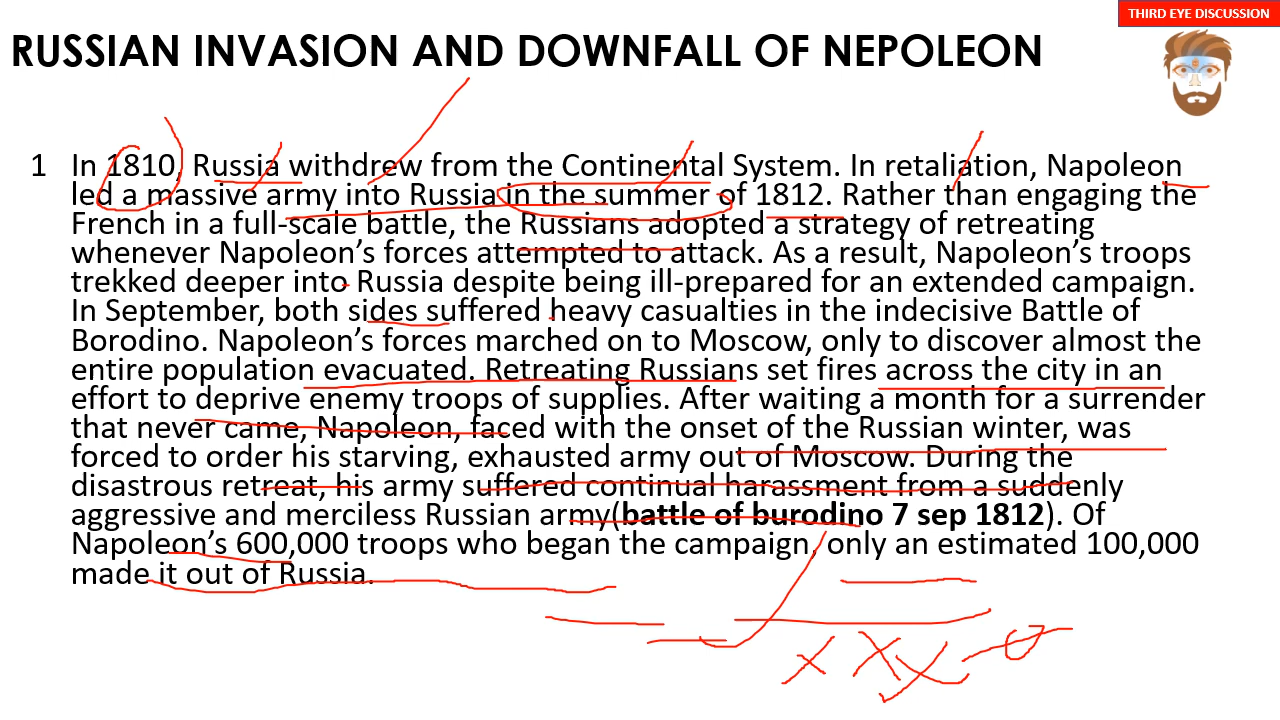 THIRD EYE DISCUSSION
RUSSIAN INVASION AND DOWNFALL OF NEPOLEON
1 In 1810, Russia withdrew from the Continental System. In retaliation, Napoleon
led a massive army into Russia in the summer of 1812. Rather than engaging the
French in a full-scale battle, the Russians adopted a strategy of retreating
whenever Napoleon’s forces attempted to attack. As a result, Napoleon’s troops
trekked deeper into Russia despite being ill-prepared for an extended campaign.
In September, both sides suffered heavy casualties in the indecisive Battle of
Borodino. Napoleon’s forces marched on to Moscow, only to discover almost the
entire population evacuated. Retreating Russians set fires across the city in an
effort to deprive enemy troops of supplies. After waiting a month for a surrender
that never came, Napoleon, faced with the onset of the Russian winter, was
forced to order his starving, exhausted army out of Moscow. During the
disastrous retreat, his army suffered continual harassment from a suddenly
aggressive and merciless Russian army(battle of burodino 7 sep 1812). Of
Napoleon’s 600,000 troops who began the campaign, only an estimated 100,000
made it out of Russia.